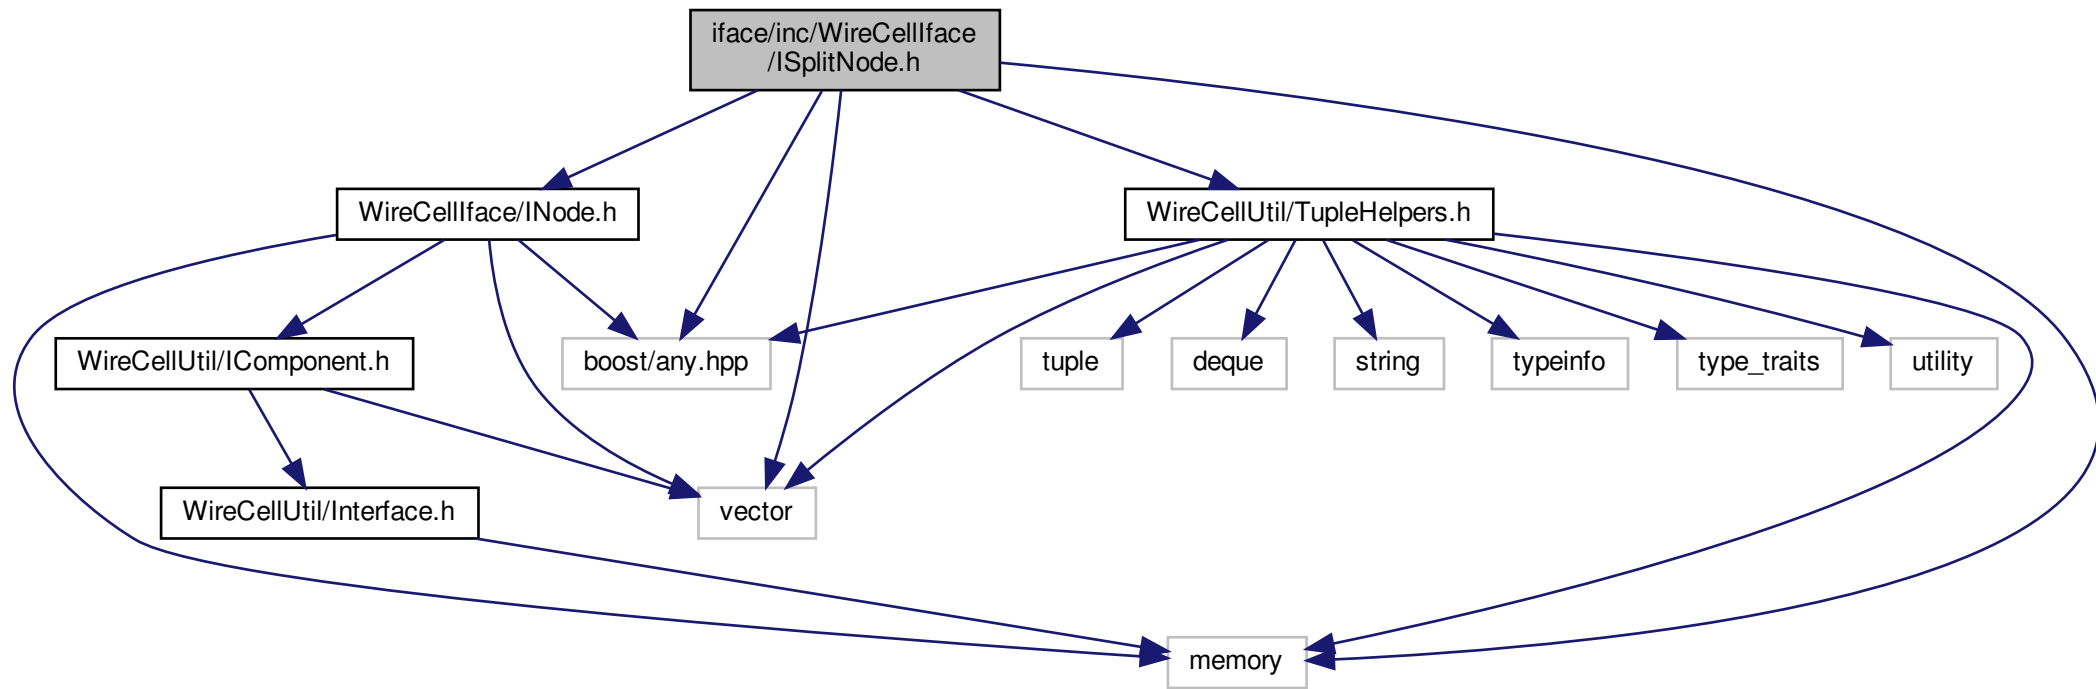 iface/inc/WireCellIface
/ISplitNode.h
WireCellIface/INode.h
WireCellUtil/TupleHelpers.h
WireCellUtil/IComponent.h
boost/any.hpp
tuple
deque
string
typeinfo
type_traits
utility
WireCellUtil/Interface.h
vector
memory